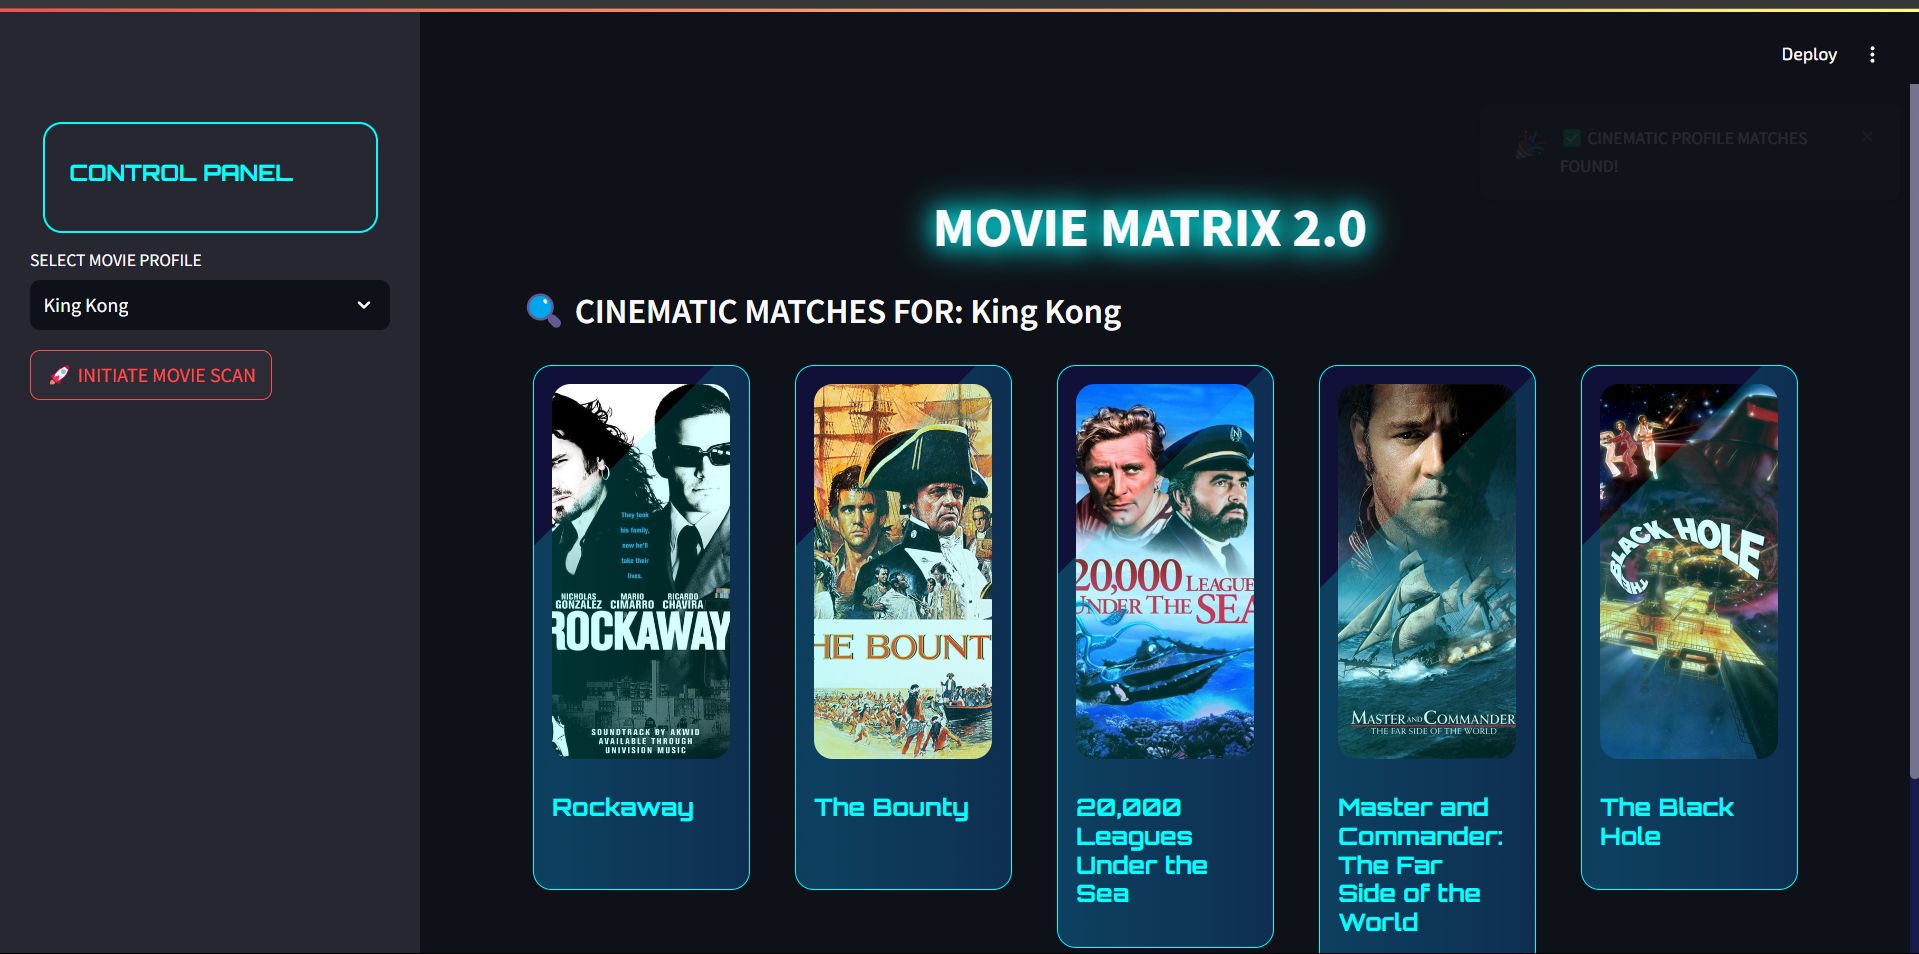 Deploy
✅ CINEMATIC PROFILE MATCHES
FOUND!
CONTROL PANEL
SELECT MOVIE PROFILE
King Kong
🚀 INITIATE MOVIE SCAN
MOVIE MATRIX 2.0
🔍 CINEMATIC MATCHES FOR: King Kong
They took
his family,
now he'll
take their
lives.
NICHOLAS GONZALEZ
MARIO CIMARRO
RICARDO CHAVIRA
ROCKAWAY
SOUNDTRACK BY AKWID
AVAILABLE THROUGH
UNIVISION MUSIC
Rockaway
HE BOUNT
The Bounty
20,000 LEAGUE
UNDER THE SEA
20,000
Leagues
Under the
Sea
MASTER AND COMMANDER
THE FAR SIDE OF THE WORLD
Master and
Commander:
The Far
Side of the
World
THE BLACK HOLE
The Black
Hole